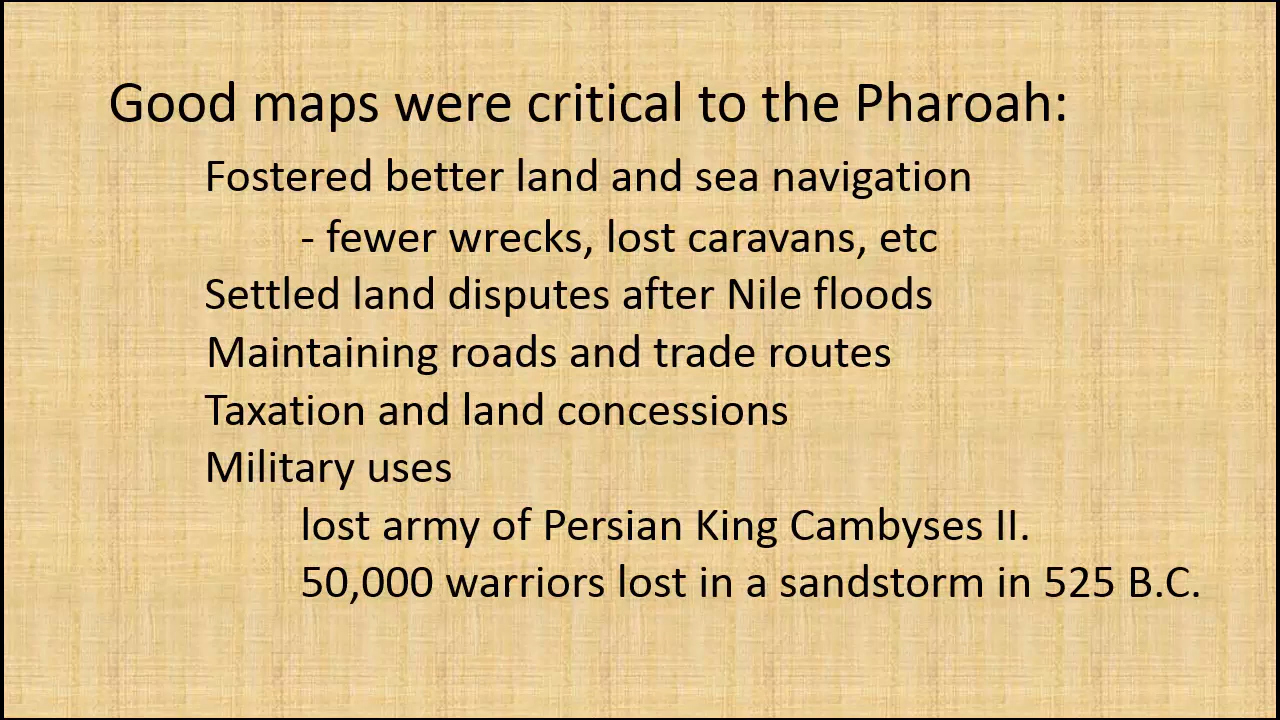 Good maps were critical to the Pharoah:
Fostered better land and sea navigation
- fewer wrecks, lost caravans, etc
Settled land disputes after Nile floods
Maintaining roads and trade routes
Taxation and land concessions
Military uses
lost army of Persian King Cambyses II.
50,000 warriors lost in a sandstorm in 525 B.C.